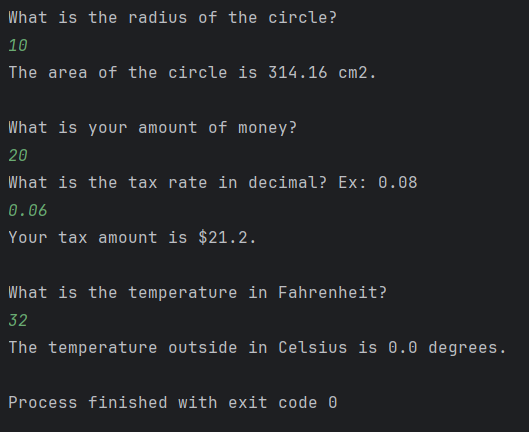 What is the radius of the circle?
10
The area of the circle is 314.16 cm2.
What is your amount of money?
20
What is the tax rate in decimal? Ex: 0.08
0.06
Your tax amount is $21.2.
What is the temperature in Fahrenheit?
32
The temperature outside in Celsius is 0.0 degrees.
Process finished with exit code 0